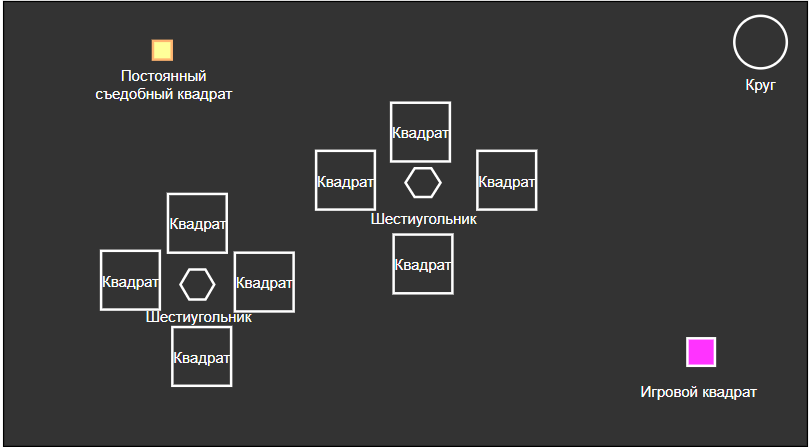 Постоянный
съедобный квадрат
Круг
Квадрат
Квадрат
Квадрат
Шестиугольник
Квадрат
Квадрат
Квадрат
Квадрат
Шестиугольник
Квадрат
Игровой квадрат